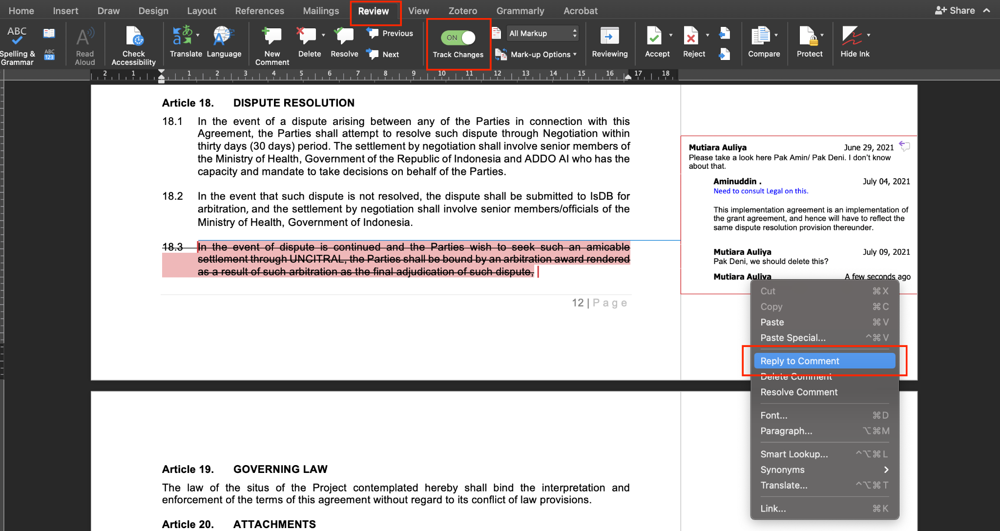 Home Insert Draw Design Layout References Mailings Review View Zotero Grammarly Acrobat Share
ABC
Spelling &
Grammar
ABC
123
A
Read
Aloud
Check
Accessibility
a あ
Translate
A 字
Language
New
Comment
Delete
Resolve
Previous
Next
ON
Track Changes
All Markup
Mark-up Options
Reviewing
Accept
Reject
Compare
Protect
Hide Ink
2 1 1 2 3 4 5 6 7 8 9 10 11 12 13 14 15 16 17 18
Article 18. DISPUTE RESOLUTION
18.1 In the event of a dispute arising between any of the Parties in connection with this
Agreement, the Parties shall attempt to resolve such dispute through Negotiation within
thirty days (30 days) period. The settlement by negotiation shall involve senior members of
the Ministry of Health, Government of the Republic of Indonesia and ADDO AI who has the
capacity and mandate to take decisions on behalf of the Parties.
18.2 In the event that such dispute is not resolved, the dispute shall be submitted to IsDB for
arbitration, and the settlement by negotiation shall involve senior members/officials of the
Ministry of Health, Government of Indonesia.
18.3 In the event of dispute is continued and the Parties wish to seek such an amicable
settlement through UNCITRAL, the Parties shall be bound by an arbitration award rendered
as a result of such arbitration as the final adjudication of such dispute,
12 | Page
Mutiara Auliya June 29, 2021
Please take a look here Pak Amin/ Pak Deni. I don't know
about that.
Aminuddin . July 04, 2021
Need to consult Legal on this.
This implementation agreement is an implementation of
the grant agreement, and hence will have to reflect the
same dispute resolution provision thereunder.
Mutiara Auliya July 09, 2021
Pak Deni, we should delete this?
Mutiara Auliya A few seconds ago
Cut ⌘X
Copy ⌘C
Paste ⌘V
Paste Special... ^⌘V
Reply to Comment
Delete Comment
Resolve Comment
Font... ⌘D
Paragraph... ⌥⌘M
Smart Lookup... ^⌥⌘L
Synonyms
Translate... ^⌥⌘T
Link... ⌘K
Article 19. GOVERNING LAW
The law of the situs of the Project contemplated hereby shall bind the interpretation and
enforcement of the terms of this agreement without regard to its conflict of law provisions.
Article 20. ATTACHMENTS